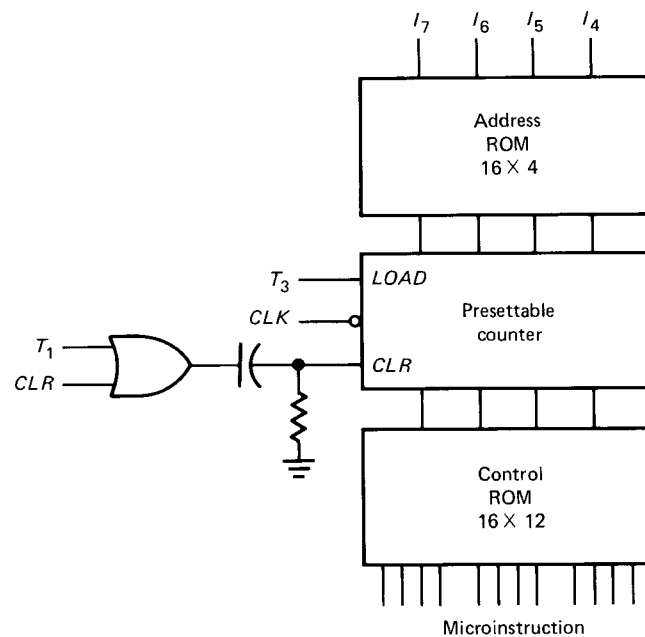 I₇ I₆ I₅ I₄
Address
ROM
16 × 4
T₃
LOAD
CLK
Presettable
counter
T₁
CLR
CLR
Control
ROM
16 × 12
Microinstruction